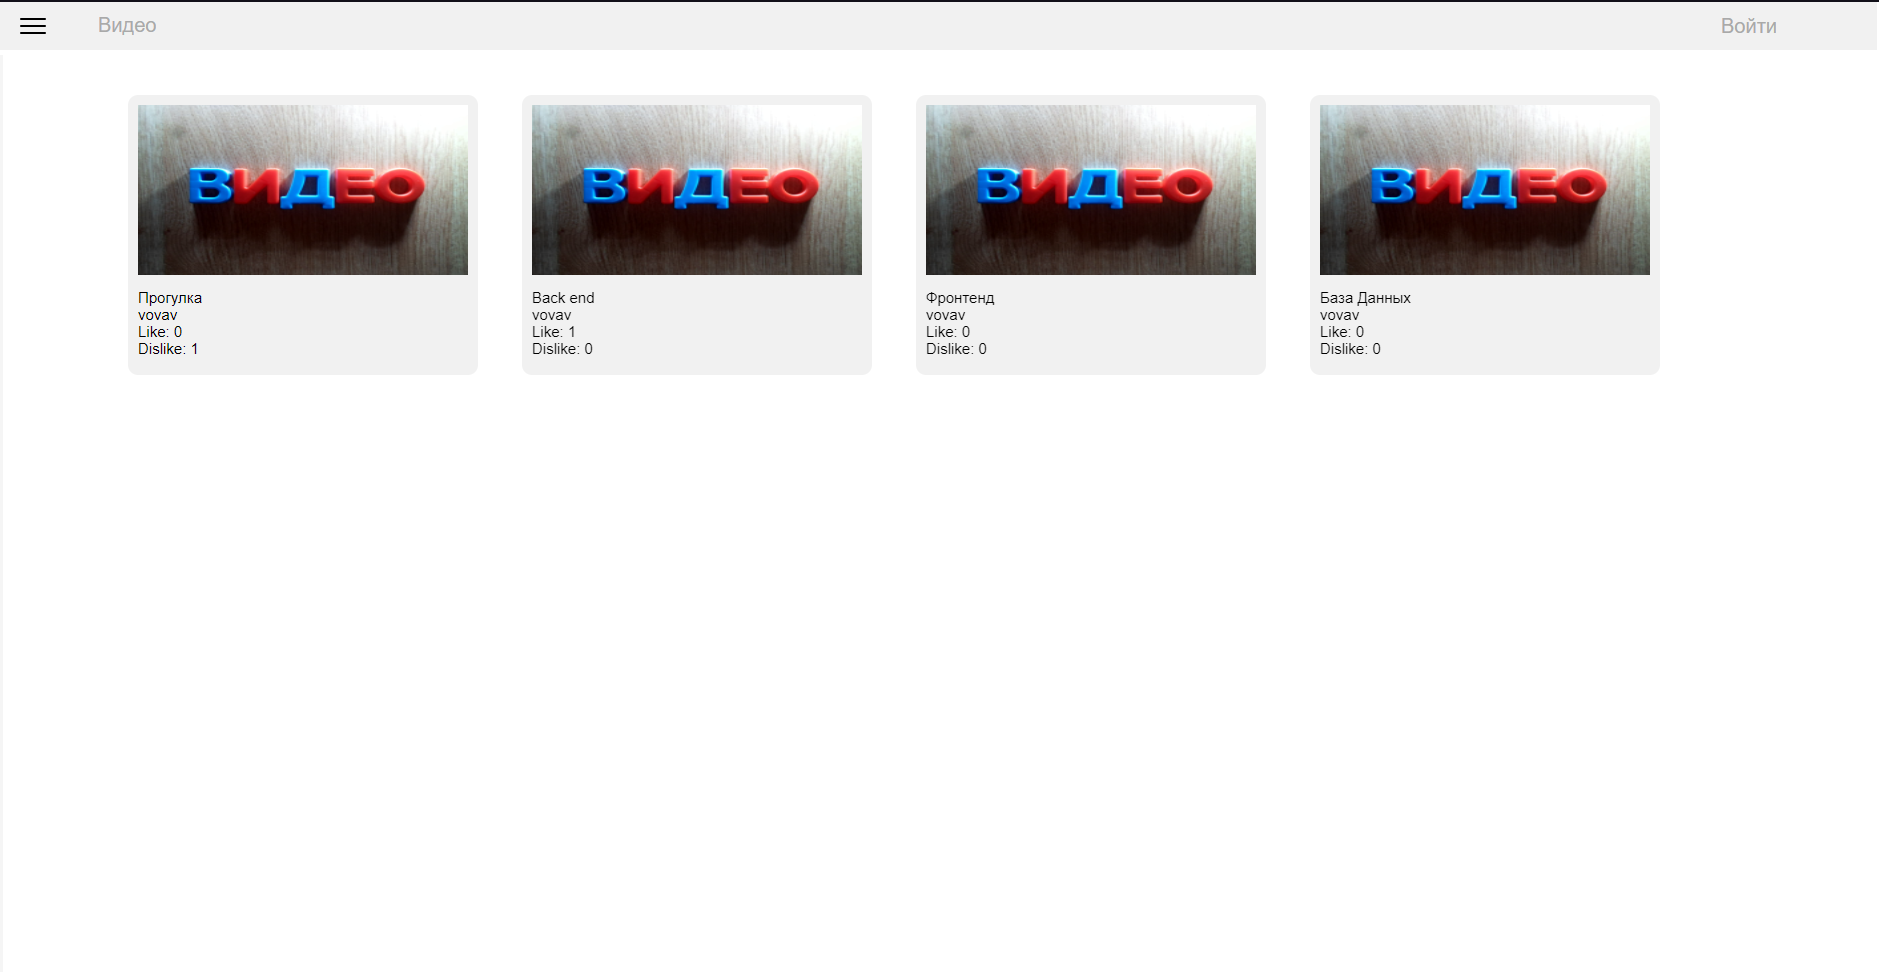 Видео
Войти
ВИДЕО
Прогулка
vovav
Like: 0
Dislike: 1
ВИДЕО
Back end
vovav
Like: 1
Dislike: 0
ВИДЕО
Фронтенд
vovav
Like: 0
Dislike: 0
ВИДЕО
База Данных
vovav
Like: 0
Dislike: 0